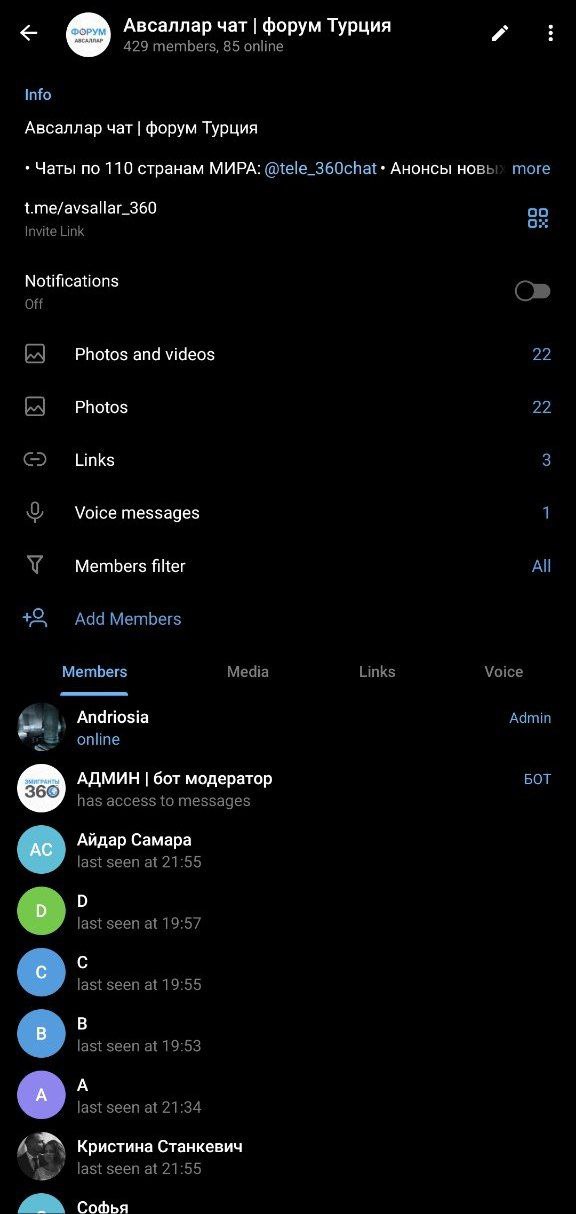 Авсаллар чат | форум Турция
ФОРУМ
АВСАЛЛАР
429 members, 85 online
Info
Авсаллар чат | форум Турция
• Чаты по 110 странам МИРА: @tele_360chat • Анонсы новых more
t.me/avsallar_360
Invite Link
Notifications
Off
Photos and videos 22
Photos 22
Links 3
Voice messages 1
Members filter All
Add Members
Members Media Links Voice
Andriosia Admin
online
ЭМИГРАНТЫ
360
АДМИН | бот модератор БОТ
has access to messages
АС
Айдар Самара
last seen at 21:55
D
D
last seen at 19:57
C
C
last seen at 19:55
B
B
last seen at 19:53
A
A
last seen at 21:34
Кристина Станкевич
last seen at 21:55
Софья